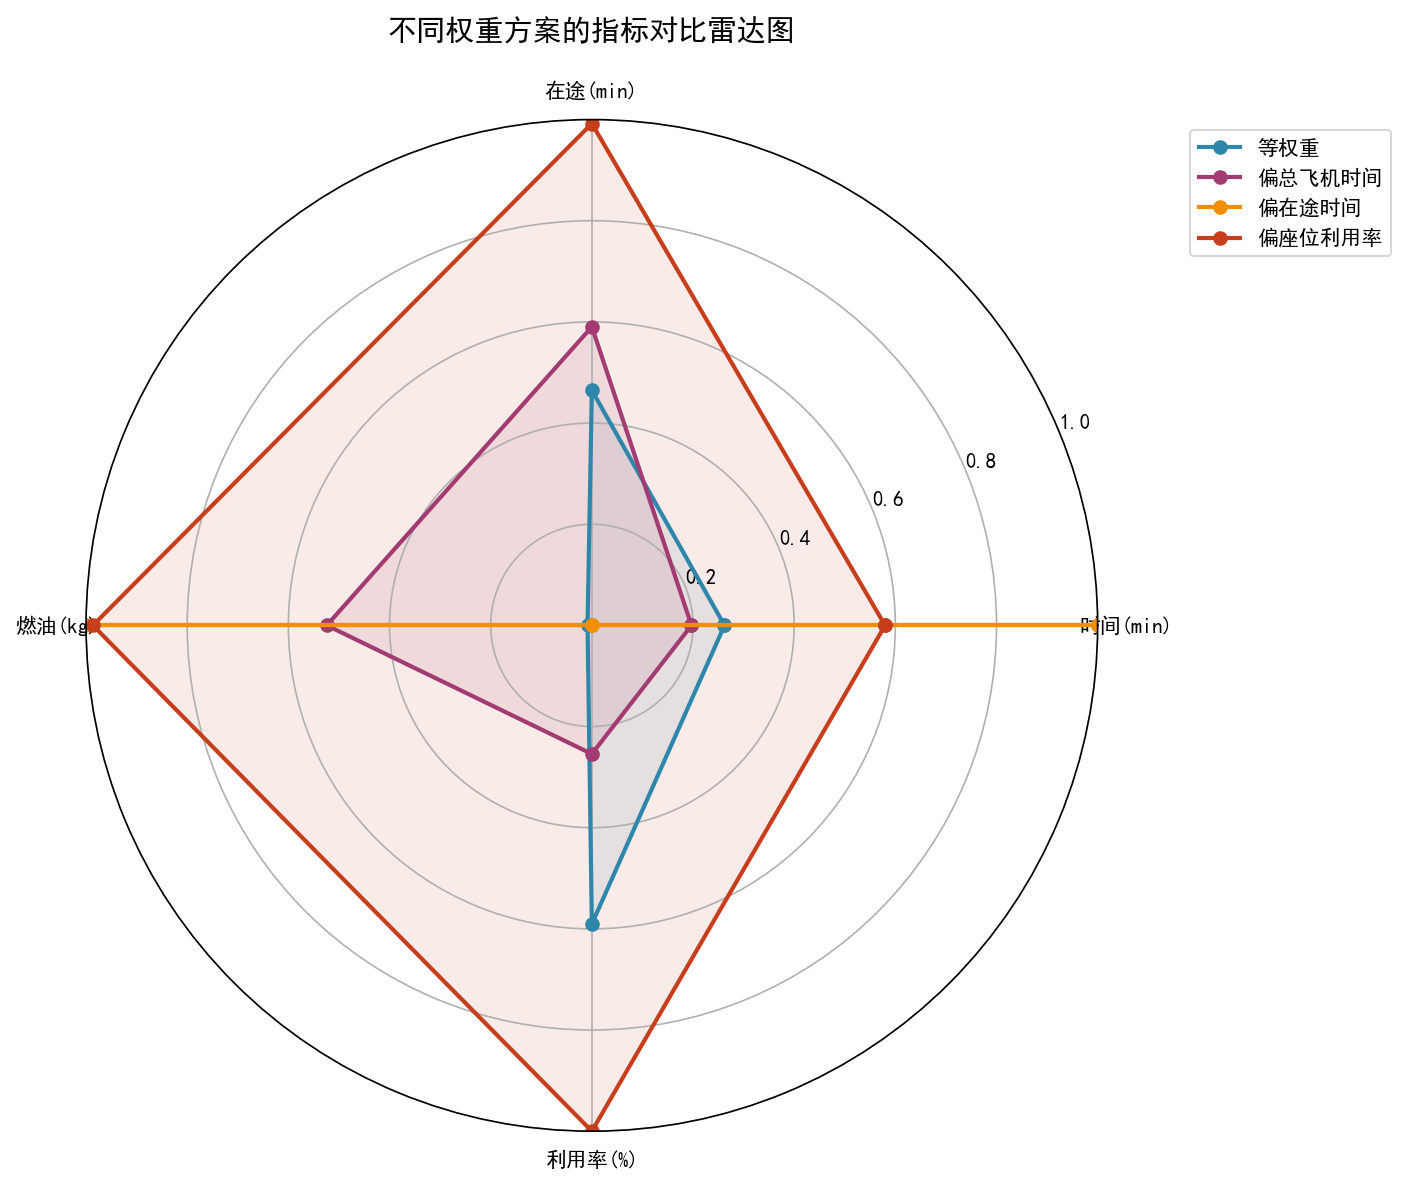 不同权重方案的指标对比雷达图
在途(min)
等权重
偏总飞机时间
偏在途时间
偏座位利用率
1.0
0.8
0.6
0.4
0.2
燃油(kg)
时间(min)
利用率(%)